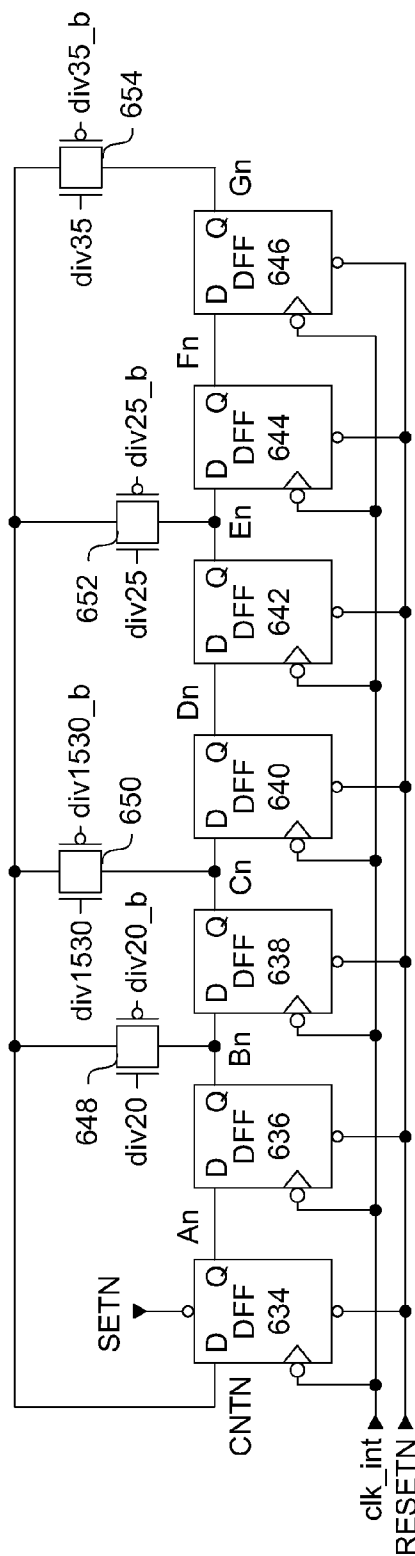 div35
div35_b
654
652
div25
div25_b
div1530
div1530_b
650
648
div20
div20_b
SETN
CNTN
D
Q
DFF
634
An
D
Q
DFF
636
Bn
D
Q
DFF
638
Cn
D
Q
DFF
640
Dn
D
Q
DFF
642
En
D
Q
DFF
644
Fn
D
Q
DFF
646
Gn
clk_int
RESETN